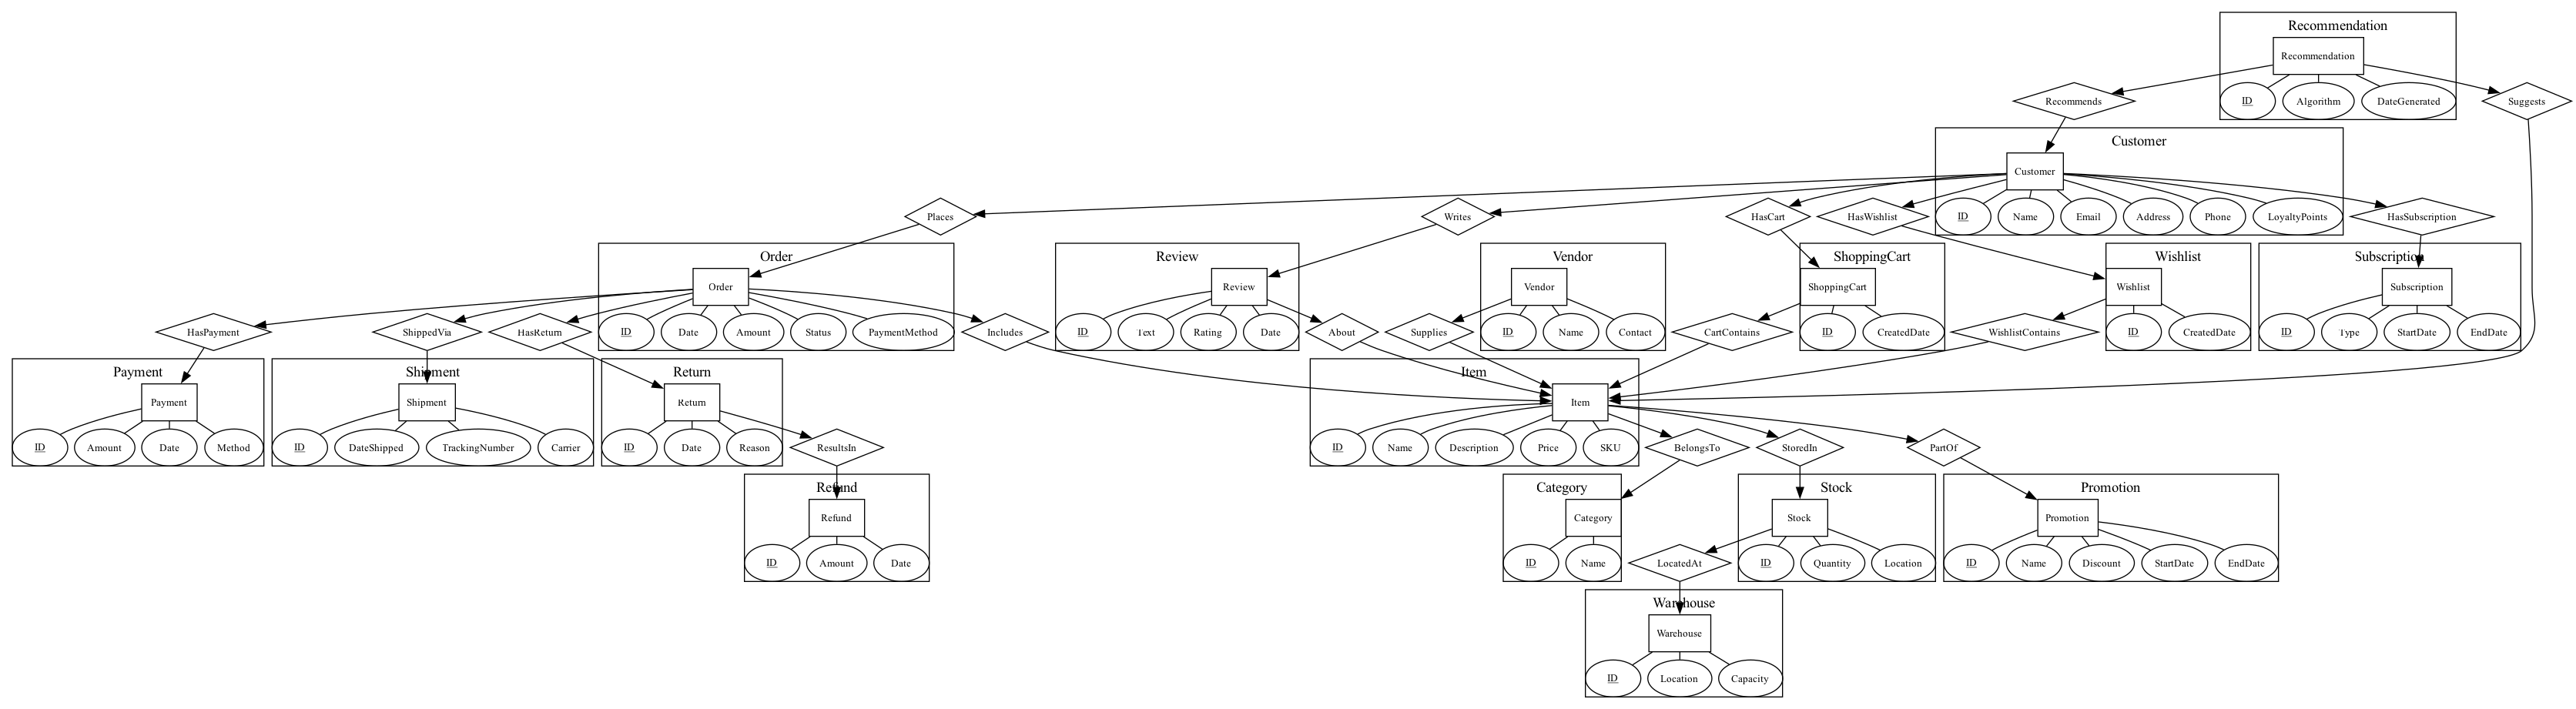 Recommendation
Recommendation
Recommends
ID
Algorithm
DateGenerated
Suggests
Customer
Customer
Places
Writes
HasCart
HasWishlist
ID
Name
Email
Address
Phone
LoyaltyPoints
HasSubscription
Order
Review
Vendor
ShoppingCart
Wishlist
Subscription
Order
Review
Vendor
ShoppingCart
Wishlist
Subscription
HasPayment
ShippedVia
HasReturn
ID
Date
Amount
Status
PaymentMethod
Includes
ID
Text
Rating
Date
About
Supplies
ID
Name
Contact
CartContains
ID
CreatedDate
WishlistContains
ID
CreatedDate
ID
Type
StartDate
EndDate
Payment
Shipment
Return
Item
Payment
Shipment
Return
Item
ID
Amount
Date
Method
ID
DateShipped
TrackingNumber
Carrier
ID
Date
Reason
ResultsIn
ID
Name
Description
Price
SKU
BelongsTo
StoredIn
PartOf
Refund
Category
Stock
Promotion
Refund
Category
Stock
Promotion
ID
Amount
Date
ID
Name
LocatedAt
ID
Quantity
Location
ID
Name
Discount
StartDate
EndDate
Warehouse
Warehouse
ID
Location
Capacity